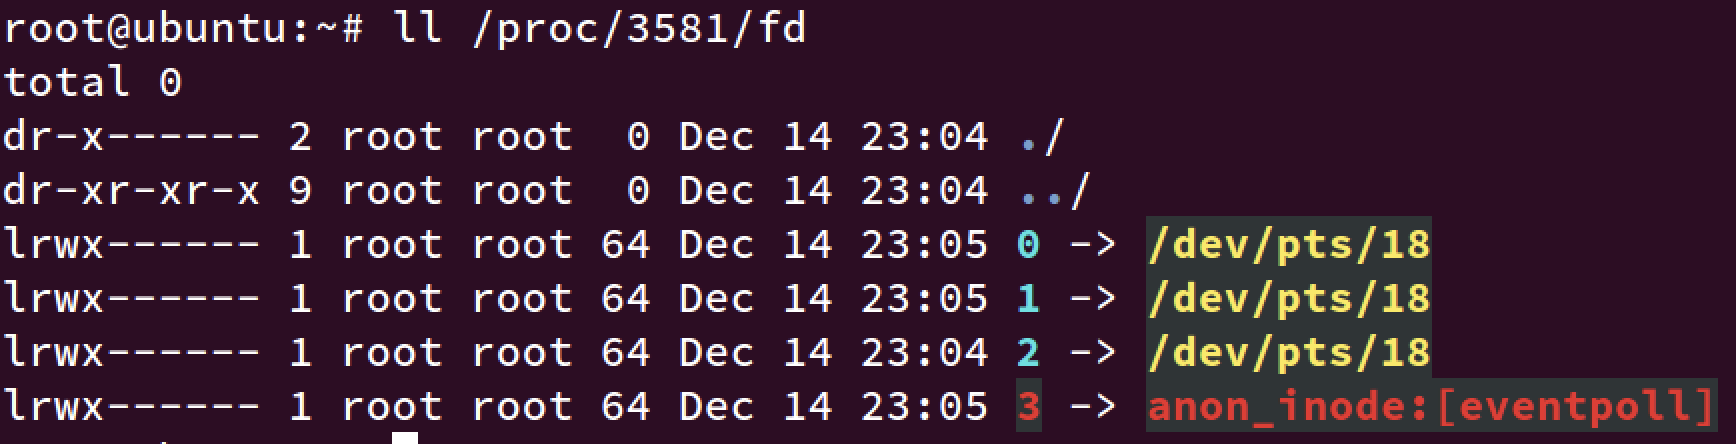 root@ubuntu:~# ll /proc/3581/fd
total 0
dr-x------ 2 root root  0 Dec 14 23:04 ./
dr-xr-xr-x 9 root root  0 Dec 14 23:04 ../
lrwx------ 1 root root 64 Dec 14 23:05 0 -> /dev/pts/18
lrwx------ 1 root root 64 Dec 14 23:05 1 -> /dev/pts/18
lrwx------ 1 root root 64 Dec 14 23:04 2 -> /dev/pts/18
lrwx------ 1 root root 64 Dec 14 23:05 3 -> anon_inode:[eventpoll]